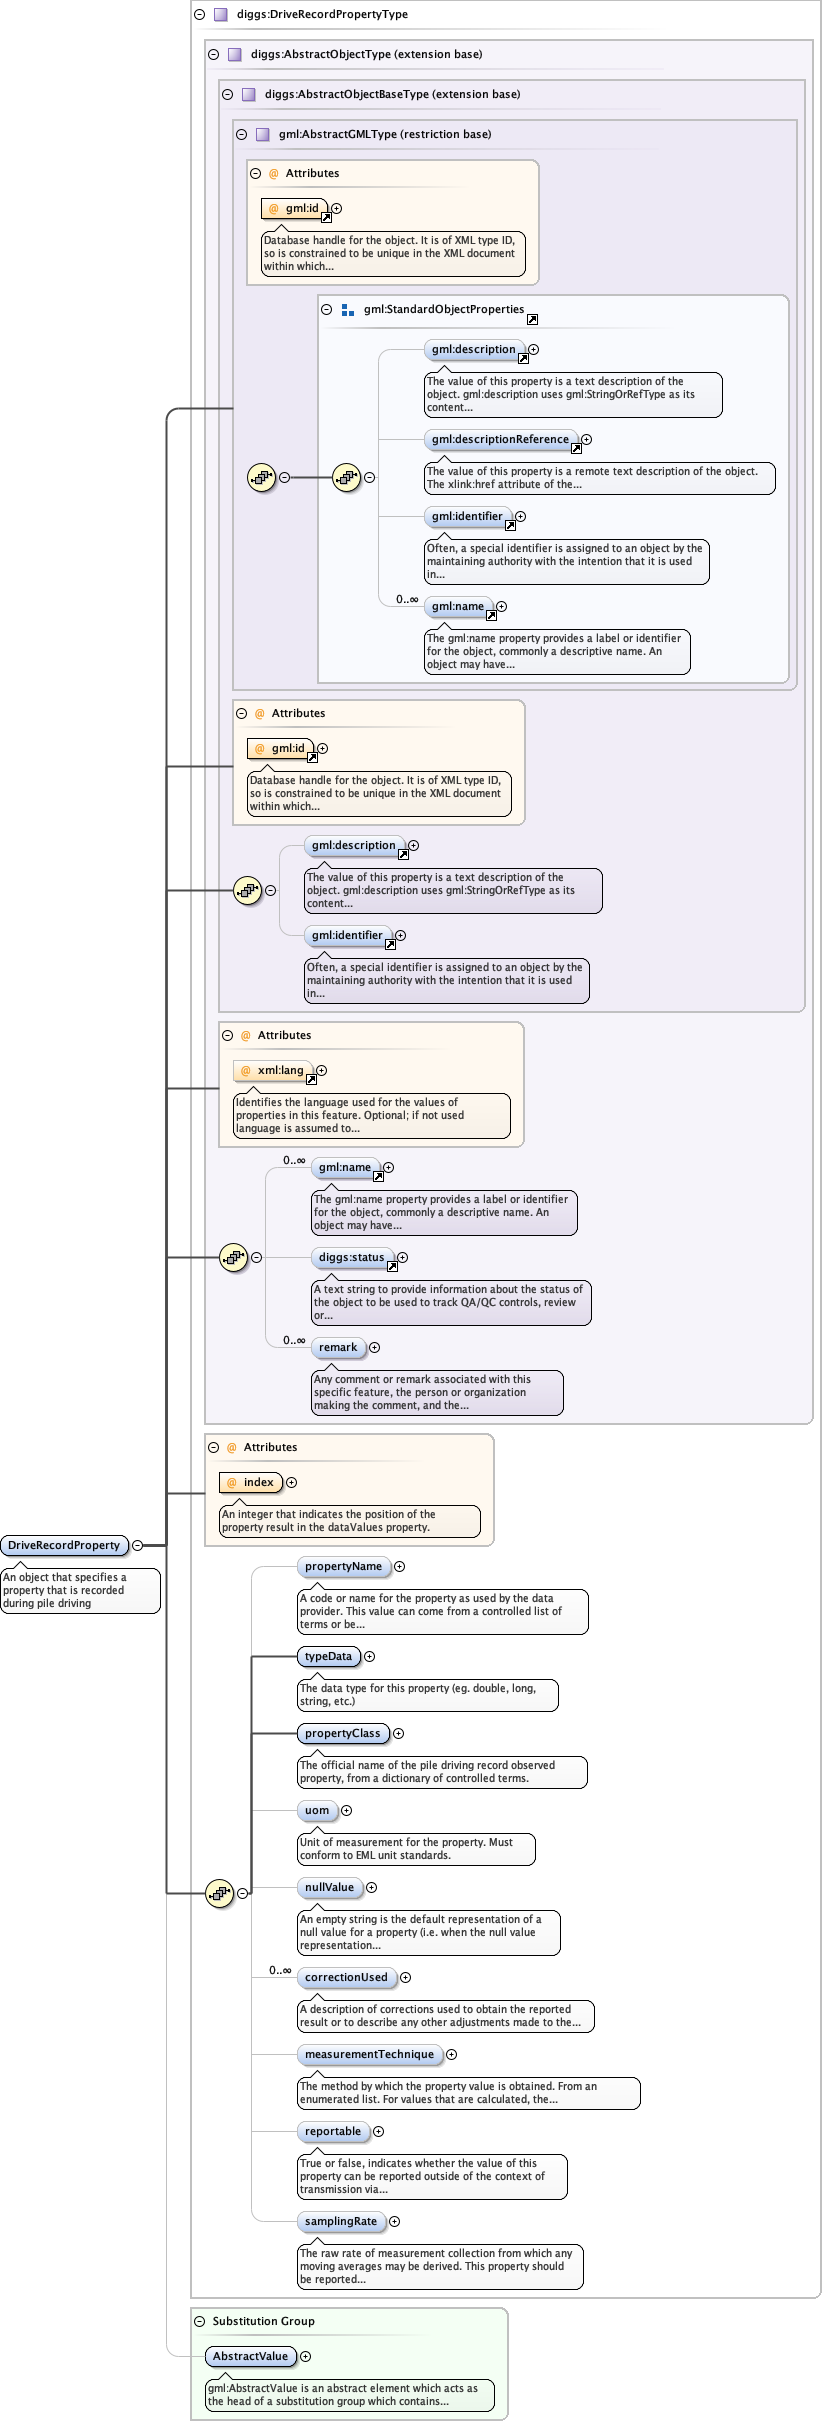 diggs:DriveRecordPropertyType
diggs:AbstractObjectType (extension base)
diggs:AbstractObjectBaseType (extension base)
gml:AbstractGMLType (restriction base)
@ Attributes
@ gml:id
Database handle for the object. It is of XML type ID,
so is constrained to be unique in the XML document
within which...
gml:StandardObjectProperties
gml:description
The value of this property is a text description of the
object. gml:description uses gml:StringOrRefType as its
content...
gml:descriptionReference
The value of this property is a remote text description of the object.
The xlink:href attribute of the...
gml:identifier
Often, a special identifier is assigned to an object by the
maintaining authority with the intention that it is used
in...
0..∞
gml:name
The gml:name property provides a label or identifier
for the object, commonly a descriptive name. An
object may have...
@ Attributes
@ gml:id
Database handle for the object. It is of XML type ID,
so is constrained to be unique in the XML document
within which...
gml:description
The value of this property is a text description of the
object. gml:description uses gml:StringOrRefType as its
content...
gml:identifier
Often, a special identifier is assigned to an object by the
maintaining authority with the intention that it is used
in...
@ Attributes
@ xml:lang
Identifies the language used for the values of
properties in this feature. Optional; if not used
language is assumed to...
0..∞
gml:name
The gml:name property provides a label or identifier
for the object, commonly a descriptive name. An
object may have...
diggs:status
A text string to provide information about the status of
the object to be used to track QA/QC controls, review
or...
0..∞
remark
Any comment or remark associated with this
specific feature, the person or organization
making the comment, and the...
@ Attributes
@ index
An integer that indicates the position of the
property result in the dataValues property.
DriveRecordProperty
An object that specifies a
property that is recorded
during pile driving
propertyName
A code or name for the property as used by the data
provider. This value can come from a controlled list of
terms or be...
typeData
The data type for this property (eg. double, long,
string, etc.)
propertyClass
The official name of the pile driving record observed
property, from a dictionary of controlled terms.
uom
Unit of measurement for the property. Must
conform to EML unit standards.
nullValue
An empty string is the default representation of a
null value for a property (i.e. when the null value
representation...
0..∞
correctionUsed
A description of corrections used to obtain the reported
result or to describe any other adjustments made to the...
measurementTechnique
The method by which the property value is obtained. From an
enumerated list. For values that are calculated, the...
reportable
True or false, indicates whether the value of this
property can be reported outside of the context of
transmission via...
samplingRate
The raw rate of measurement collection from which any
moving averages may be derived. This property should
be reported...
Substitution Group
AbstractValue
gml:AbstractValue is an abstract element which acts as
the head of a substitution group which contains...